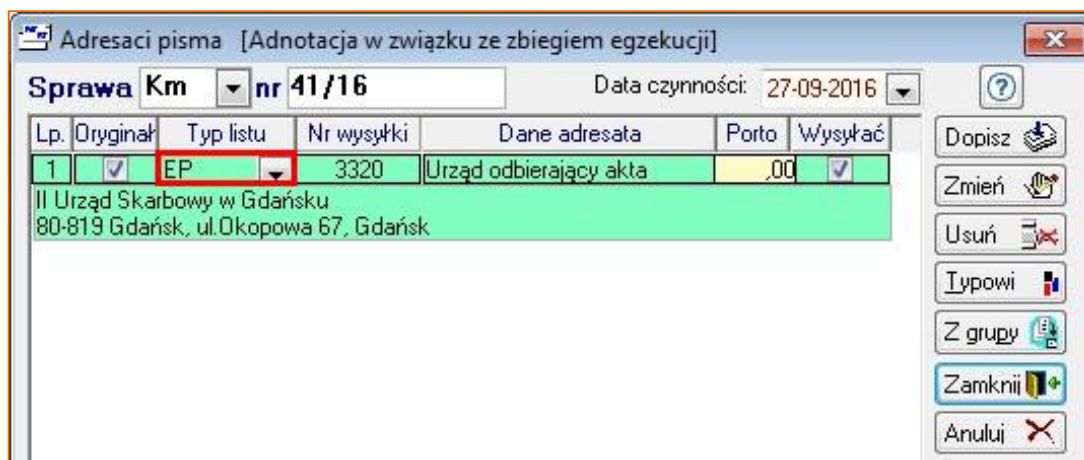 Adresaci pisma [Adnotacja w związku ze zbiegiem egzekucji]
Sprawa Km nr 41/16 Data czynności: 27-09-2016
Lp. Oryginał Typ listu Nr wysyłki Dane adresata Porto Wysyłać
1 EP 3320 Urząd odbierający akta ,00
II Urząd Skarbowy w Gdańsku
80-819 Gdańsk, ul.Okopowa 67, Gdańsk
Dopisz
Zmień
Usuń
Typowi
Z grupy
Zamknij
Anuluj